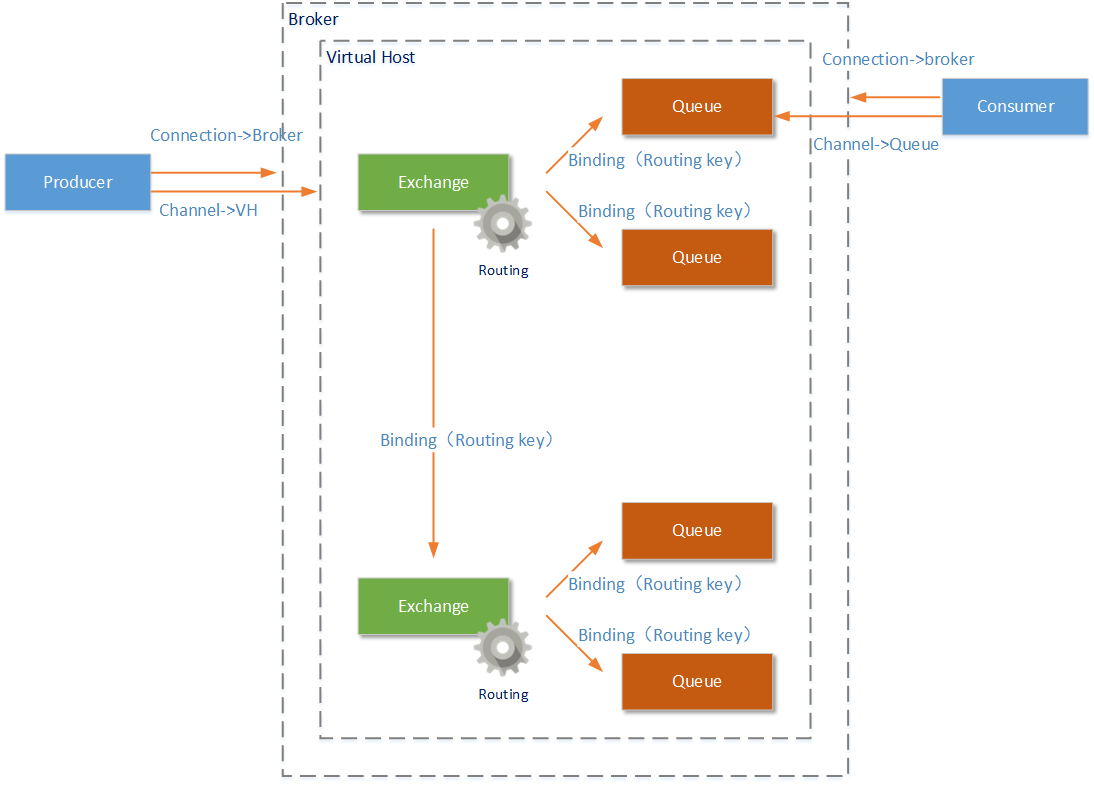 Broker
Virtual Host
Connection->broker
Queue
Consumer
Connection->Broker
Channel->Queue
Binding（Routing key）
Producer
Exchange
Channel->VH
Binding（Routing key）
Queue
Routing
Binding（Routing key）
Queue
Binding（Routing key）
Exchange
Binding（Routing key）
Queue
Routing